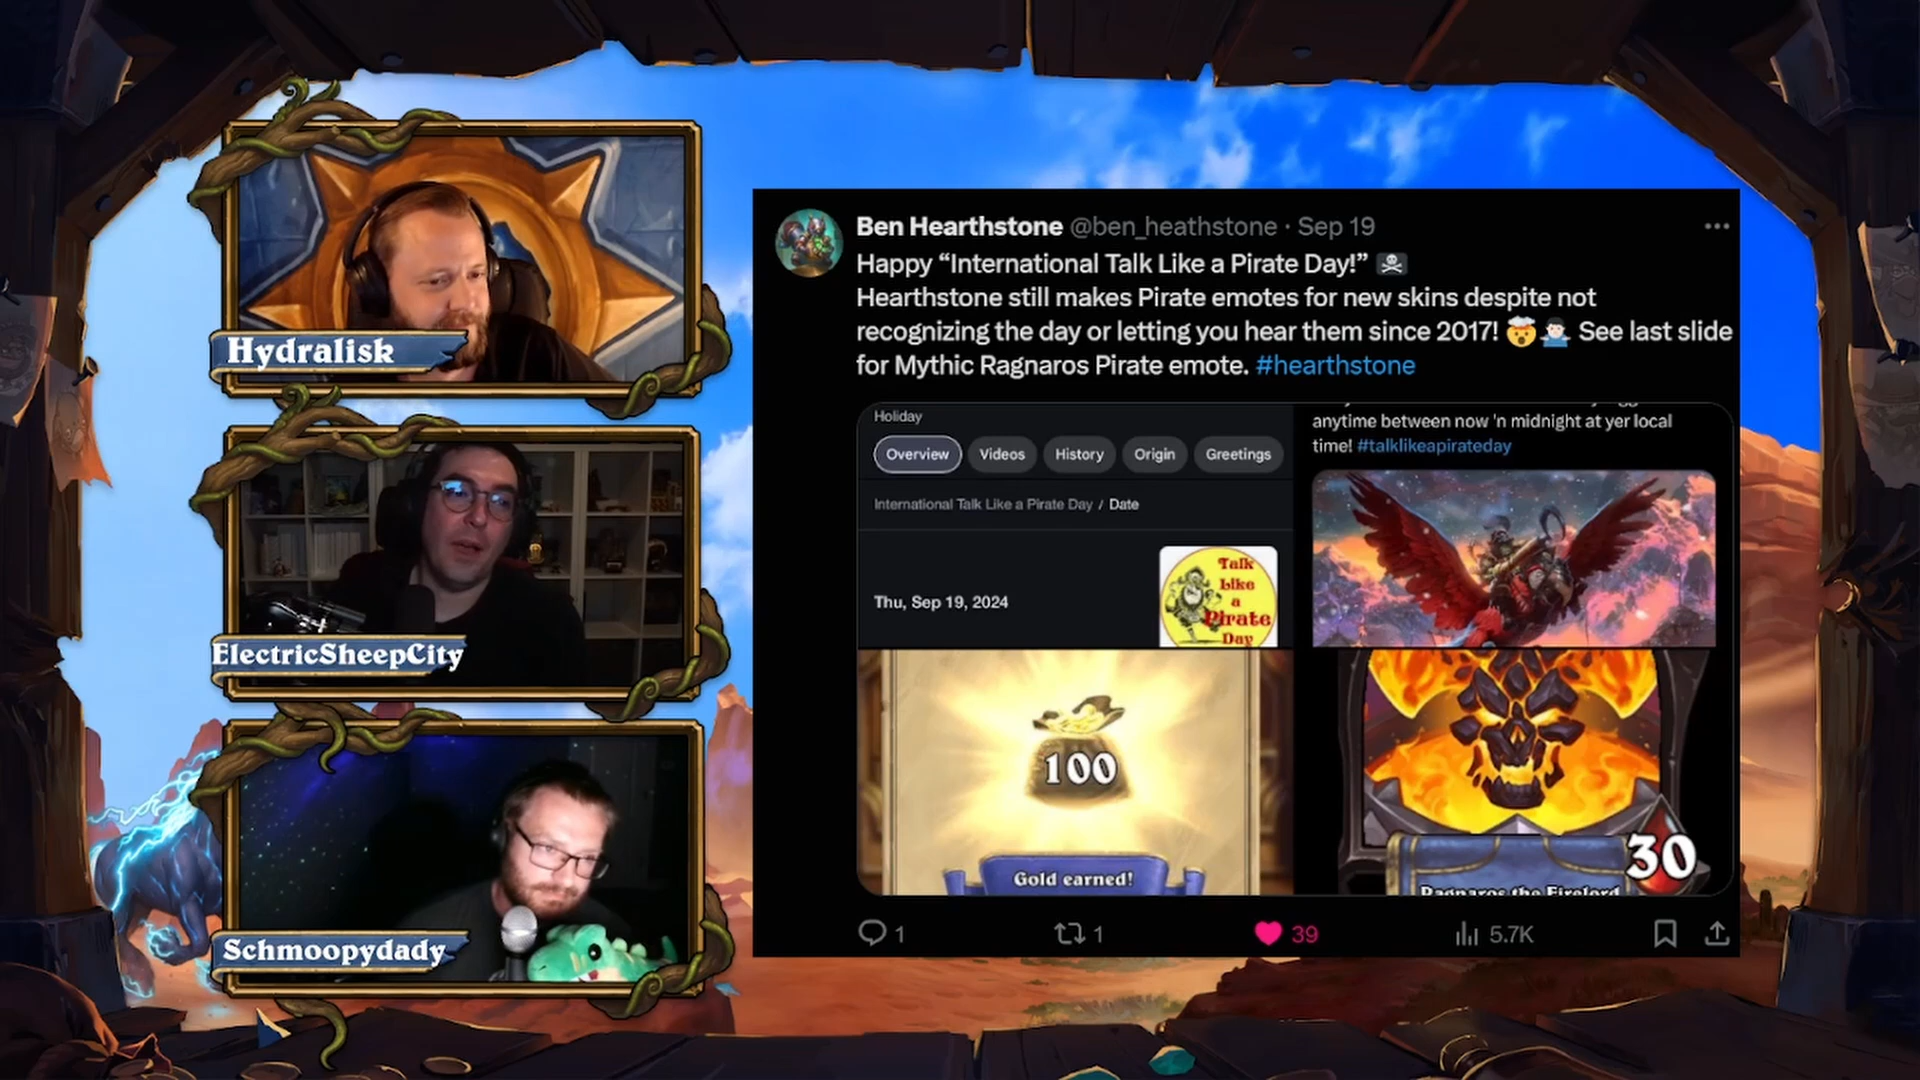 Hydralisk
ElectricSheepCity
Schmoopydady
Ben Hearthstone @ben_heathstone · Sep 19
Happy “International Talk Like a Pirate Day!” ☠️
Hearthstone still makes Pirate emotes for new skins despite not
recognizing the day or letting you hear them since 2017! 🤯🙅🏻‍♂️ See last slide
for Mythic Ragnaros Pirate emote. #hearthstone
Holiday
Overview
Videos
History
Origin
Greetings
International Talk Like a Pirate Day / Date
Thu, Sep 19, 2024
Talk
Like
a
Pirate
Day
anytime between now 'n midnight at yer local
time! #talklikeapirateday
100
Gold earned!
30
Ragnaros the Firelord
1
1
39
5.7K